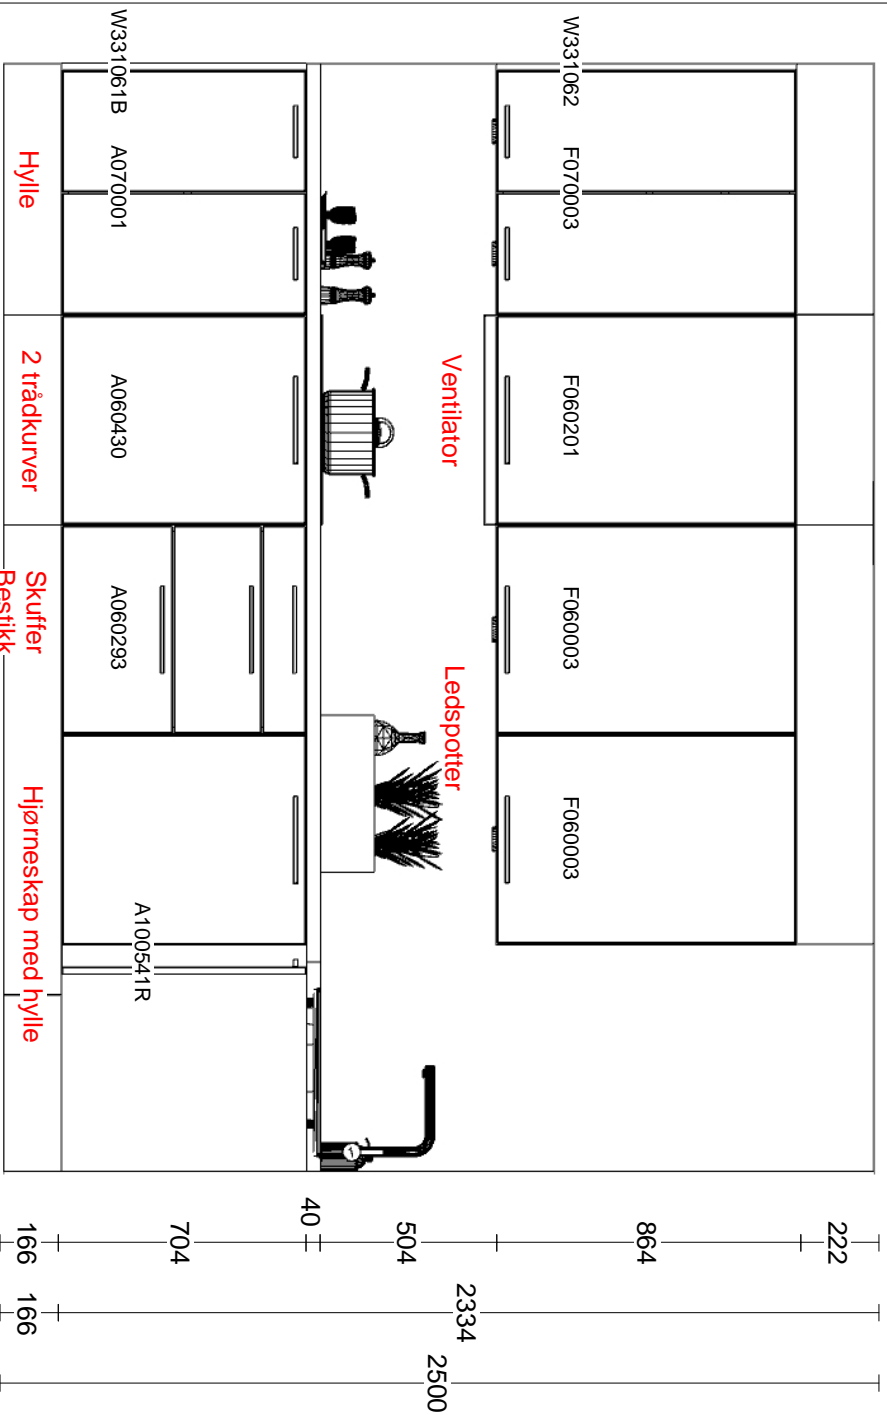 W331062
F070003
F060201
F060003
F060003
Ventilator
Ledspotter
W331061B
A070001
A060430
A060293
A100541R
Hylle
2 trådkurver
Skuffer
Bestikk
Hjørneskap med hylle
222
864
504
40
704
166
2334
166
2500